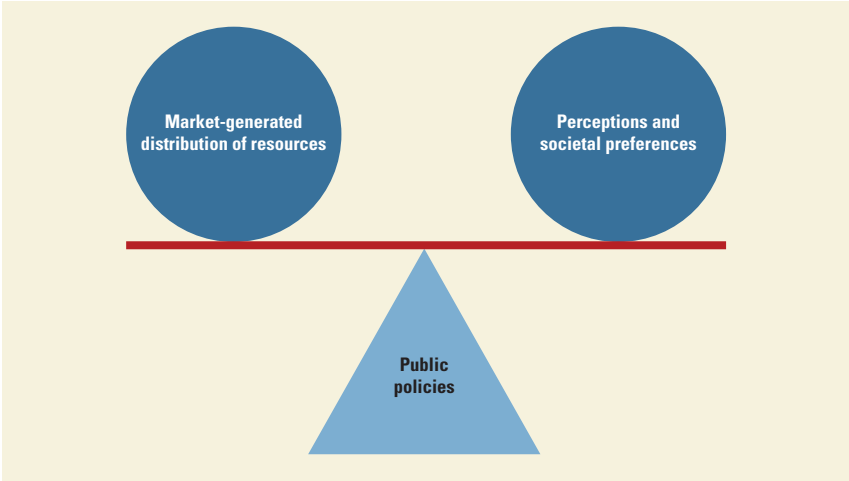 Market-generated
distribution of resources
Perceptions and
societal preferences
Public
policies